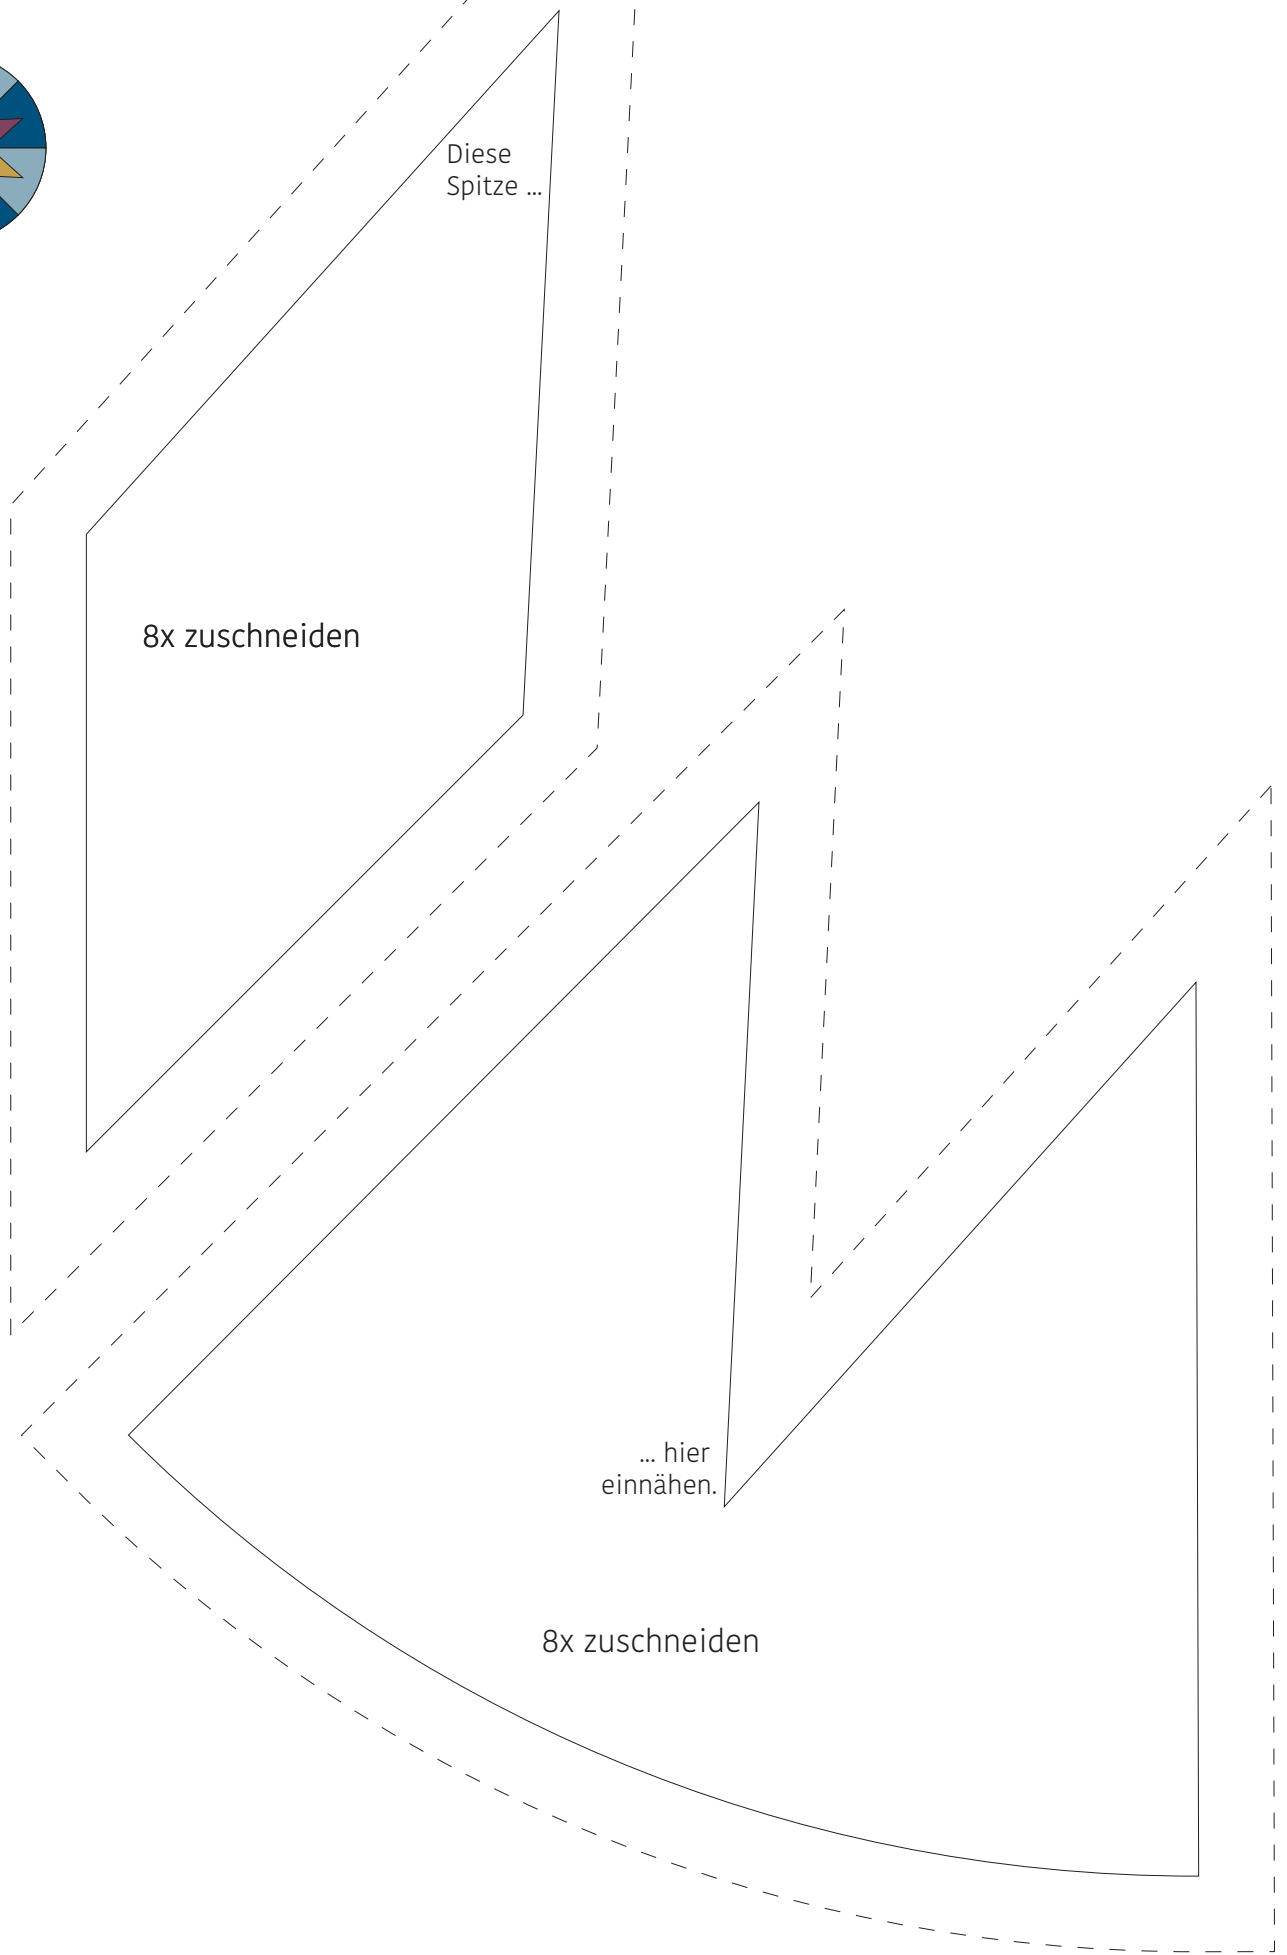 Diese
Spitze ...
8x zuschneiden
... hier
einnähen.
8x zuschneiden